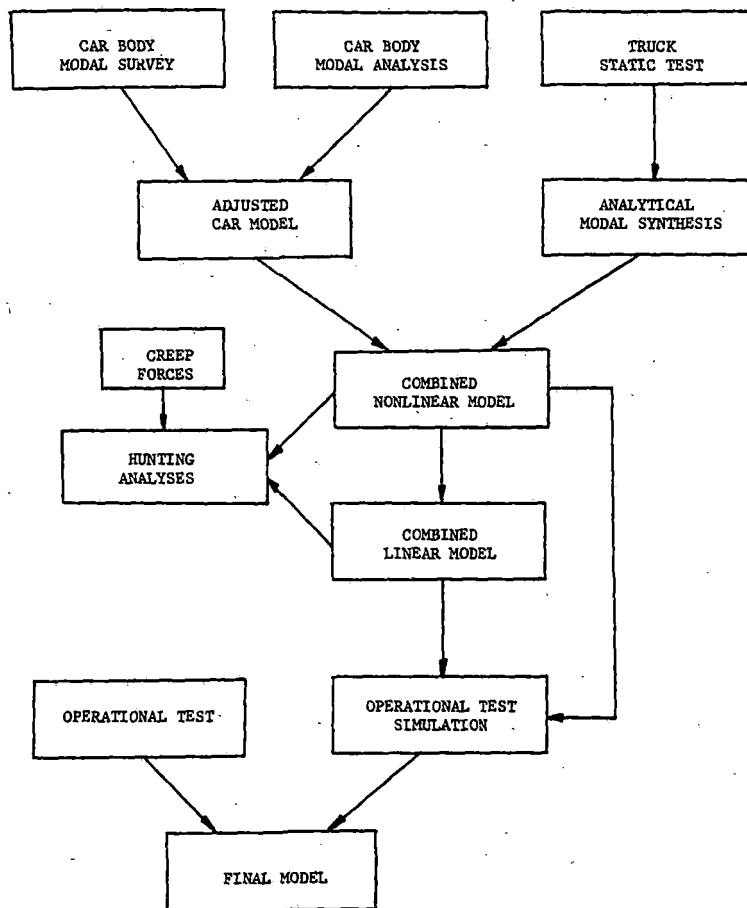 CAR BODY
MODAL SURVEY
CAR BODY
MODAL ANALYSIS
TRUCK
STATIC TEST
ADJUSTED
CAR MODEL
ANALYTICAL
MODAL SYNTHESIS
CREEP
FORCES
COMBINED
NONLINEAR MODEL
HUNTING
ANALYSES
COMBINED
LINEAR MODEL
OPERATIONAL TEST
OPERATIONAL TEST
SIMULATION
FINAL MODEL